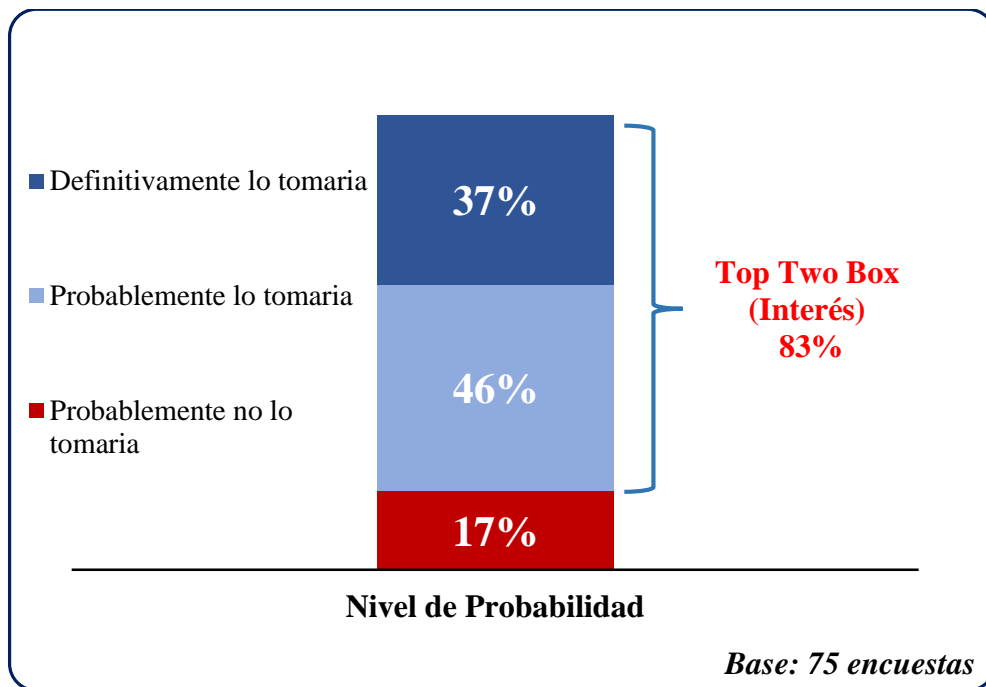 Definitivamente lo tomaria
37%
Probablemente lo tomaria
46%
Probablemente no lo
tomaria
17%
Top Two Box
(Interés)
83%
Nivel de Probabilidad
Base: 75 encuestas